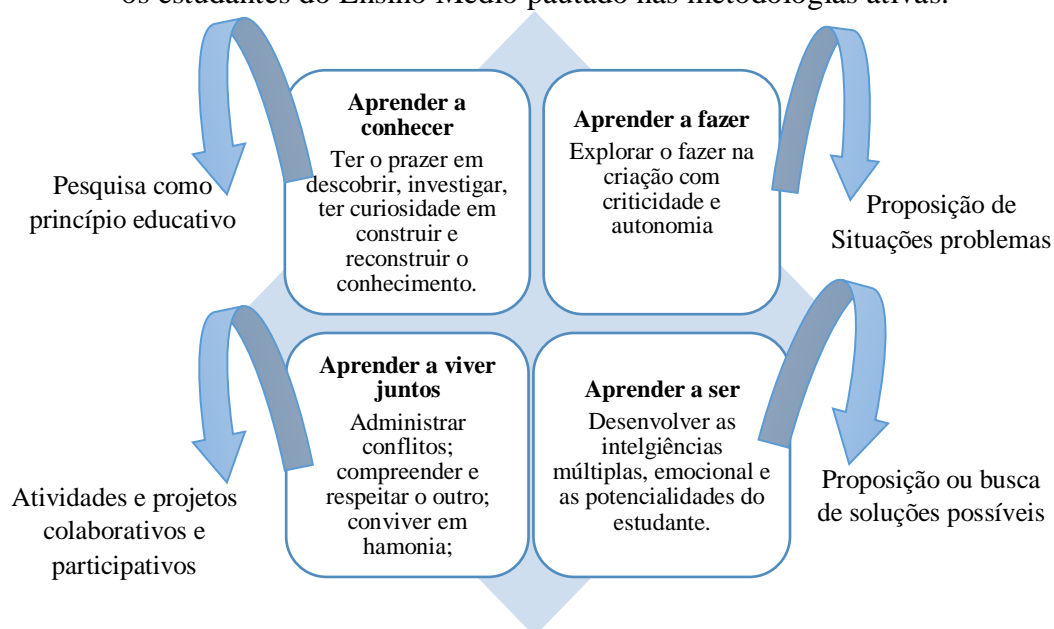 os estudantes do Ensino Médio pautado nas metodologias ativas.
Aprender a
conhecer
Ter o prazer em
descobrir, investigar,
ter curiosidade em
construir e
reconstruir o
conhecimento.
Aprender a fazer
Explorar o fazer na
criação com
criticidade e
autonomia
Pesquisa como
princípio educativo
Proposição de
Situações problemas
Aprender a viver
juntos
Administrar
conflitos;
compreender e
respeitar o outro;
conviver em
hamonia;
Aprender a ser
Desenvolver as
intelgiências
múltiplas, emocional e
as potencialidades do
estudante.
Atividades e projetos
colaborativos e
participativos
Proposição ou busca
de soluções possíveis